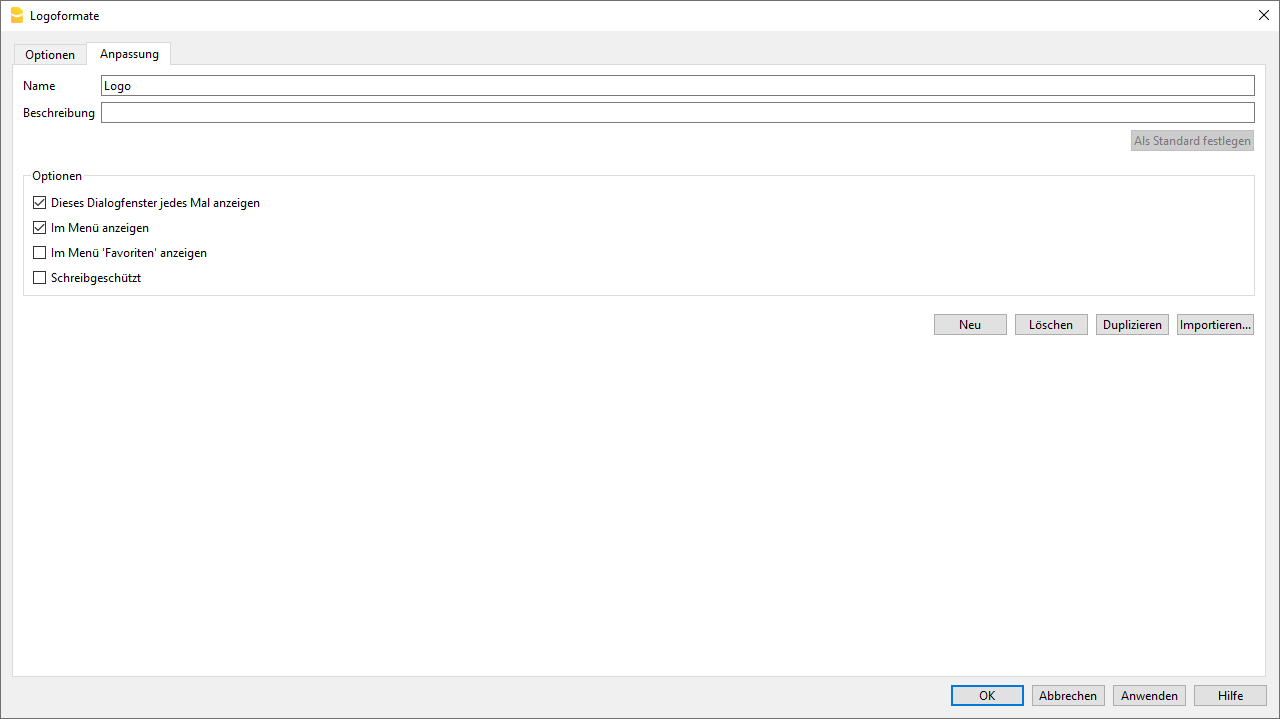 Logoformate
Optionen
Anpassung
Name
Logo
Beschreibung
Als Standard festlegen
Optionen
Dieses Dialogfenster jedes Mal anzeigen
Im Menü anzeigen
Im Menü 'Favoriten' anzeigen
Schreibgeschützt
Neu
Löschen
Duplizieren
Importieren...
OK
Abbrechen
Anwenden
Hilfe